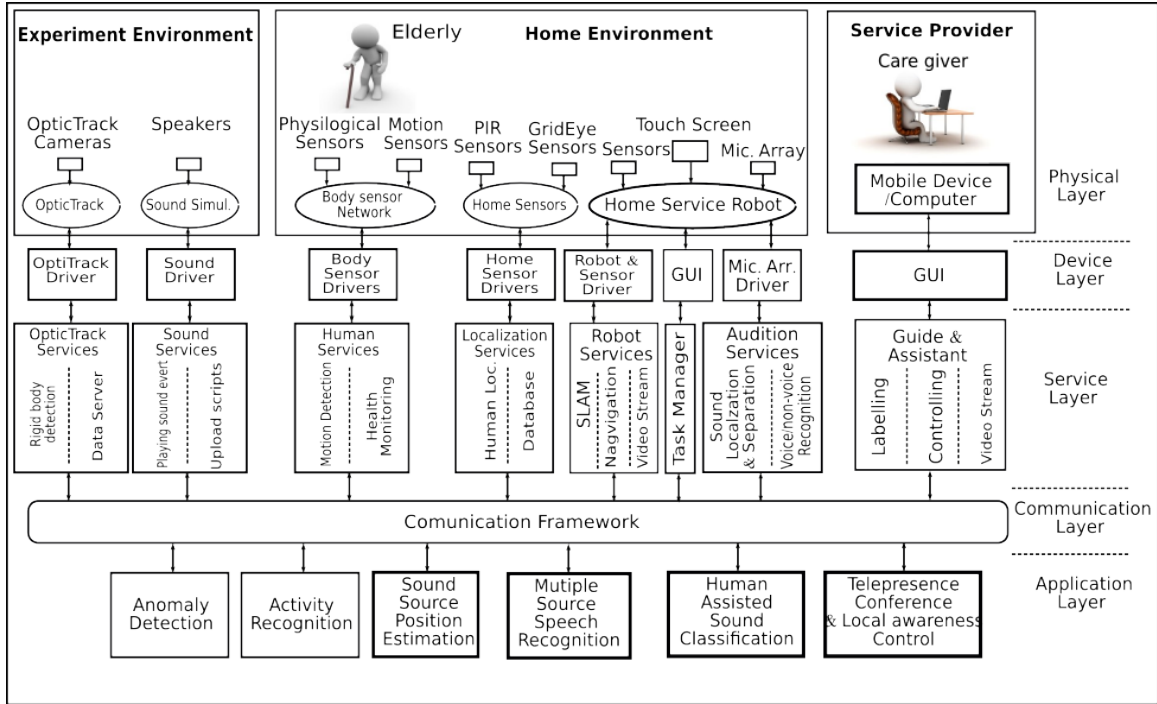 Experiment Environment
Elderly
Home Environment
Service Provider
Care giver
OpticTrack
Cameras
Speakers
Physilogical
Sensors
Motion
Sensors
PIR
Sensors
GridEye
Sensors
Touch Screen
Sensors
Mic. Array
OpticTrack
Sound Simul.
Body sensor
Network
Home Sensors
Home Service Robot
Mobile Device
/Computer
Physical
Layer
OptiTrack
Driver
Sound
Driver
Body
Sensor
Drivers
Home
Sensor
Drivers
Robot &
Sensor
Driver
GUI
Mic. Arr.
Driver
GUI
Device
Layer
OpticTrack
Services
Rigid body
detection
Data Server
Sound
Services
Playing sound evert
Upload scripts
Human
Services
Motion Detection
Health
Monitoring
Localization
Services
Human Loc.
Database
Robot
Services
SLAM
Nagvigation
Video Stream
Task Manager
Audition
Services
Sound
Localization
& Separation
Voice/non-voice
Recognition
Guide &
Assistant
Labelling
Controlling
Video Stream
Service
Layer
Comunication Framework
Communication
Layer
Anomaly
Detection
Activity
Recognition
Sound
Source
Position
Estimation
Mutiple
Source
Speech
Recognition
Human
Assisted
Sound
Classification
Telepresence
Conference
& Local awareness
Control
Application
Layer